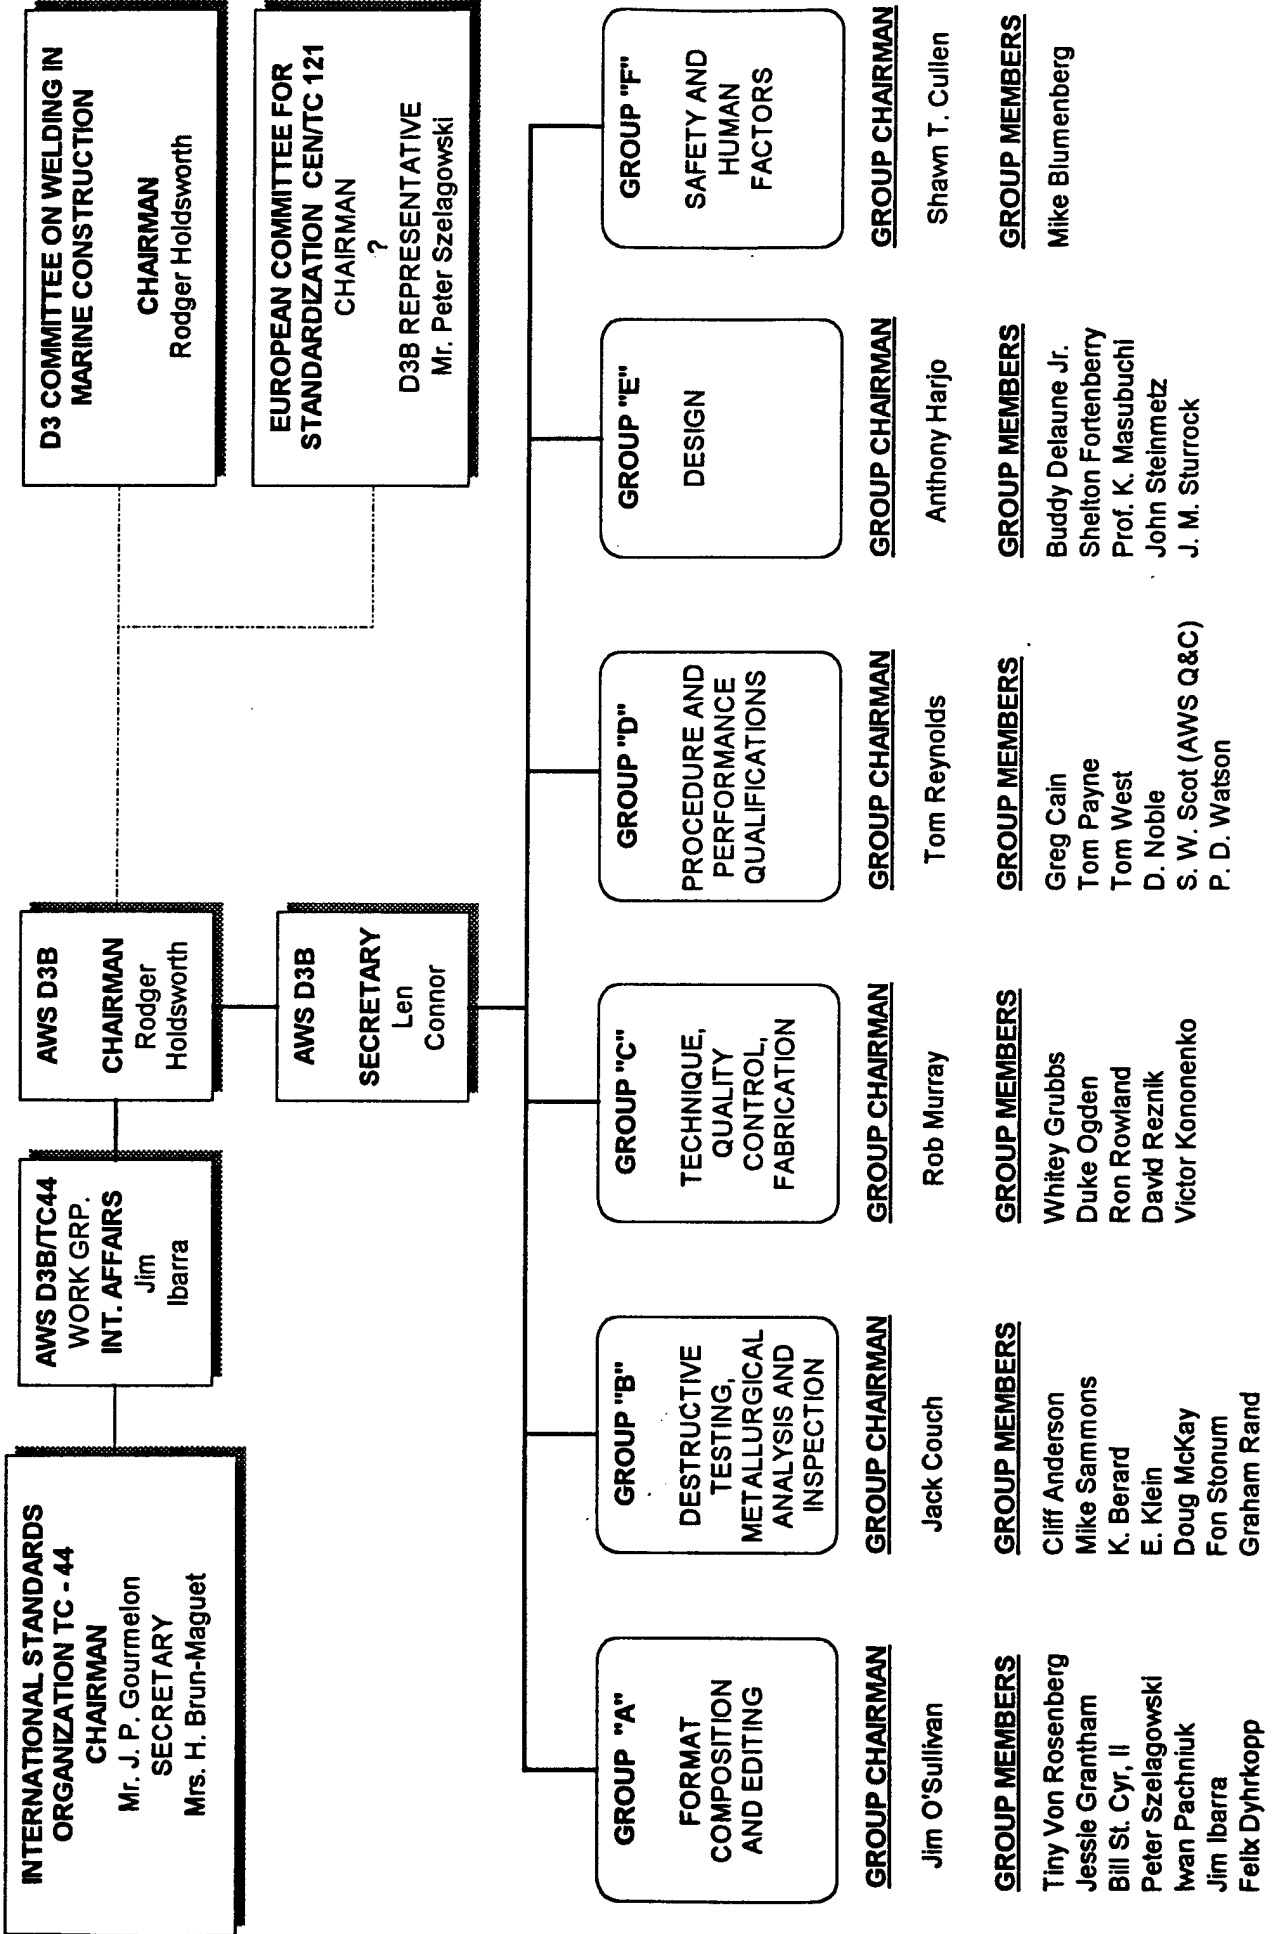 INTERNATIONAL STANDARDS
ORGANIZATION TC - 44
CHAIRMAN
Mr. J. P. Gourmelon
SECRETARY
Mrs. H. Brun-Maguet
AWS D3B/TC44
WORK GRP.
INT. AFFAIRS
Jim
Ibarra
AWS D3B
CHAIRMAN
Rodger
Holdsworth
D3 COMMITTEE ON WELDING IN
MARINE CONSTRUCTION
CHAIRMAN
Rodger Holdsworth
AWS D3B
SECRETARY
Len
Connor
EUROPEAN COMMITTEE FOR
STANDARDIZATION CEN/TC 121
CHAIRMAN
?
D3B REPRESENTATIVE
Mr. Peter Szelagowski
GROUP "A"
FORMAT
COMPOSITION
AND EDITING
GROUP CHAIRMAN
Jim O'Sullivan
GROUP MEMBERS
Tiny Von Rosenberg
Jessie Grantham
Bill St. Cyr, II
Peter Szelagowski
Iwan Pachniuk
Jim Ibarra
Felix Dyhrkopp
GROUP "B"
DESTRUCTIVE
TESTING,
METALLURGICAL
ANALYSIS AND
INSPECTION
GROUP CHAIRMAN
Jack Couch
GROUP MEMBERS
Cliff Anderson
Mike Sammons
K. Berard
E. Klein
Doug McKay
Fon Stonum
Graham Rand
GROUP "C"
TECHNIQUE,
QUALITY
CONTROL,
FABRICATION
GROUP CHAIRMAN
Rob Murray
GROUP MEMBERS
Whitey Grubbs
Duke Ogden
Ron Rowland
David Reznik
Victor Kononenko
GROUP "D"
PROCEDURE AND
PERFORMANCE
QUALIFICATIONS
GROUP CHAIRMAN
Tom Reynolds
GROUP MEMBERS
Greg Cain
Tom Payne
Tom West
D. Noble
S. W. Scot (AWS Q&C)
P. D. Watson
GROUP "E"
DESIGN
GROUP CHAIRMAN
Anthony Harjo
GROUP MEMBERS
Buddy Delaune Jr.
Shelton Fortenberry
Prof. K. Masubuchi
John Steinmetz
J. M. Sturrock
GROUP "F"
SAFETY AND
HUMAN
FACTORS
GROUP CHAIRMAN
Shawn T. Cullen
GROUP MEMBERS
Mike Blumenberg